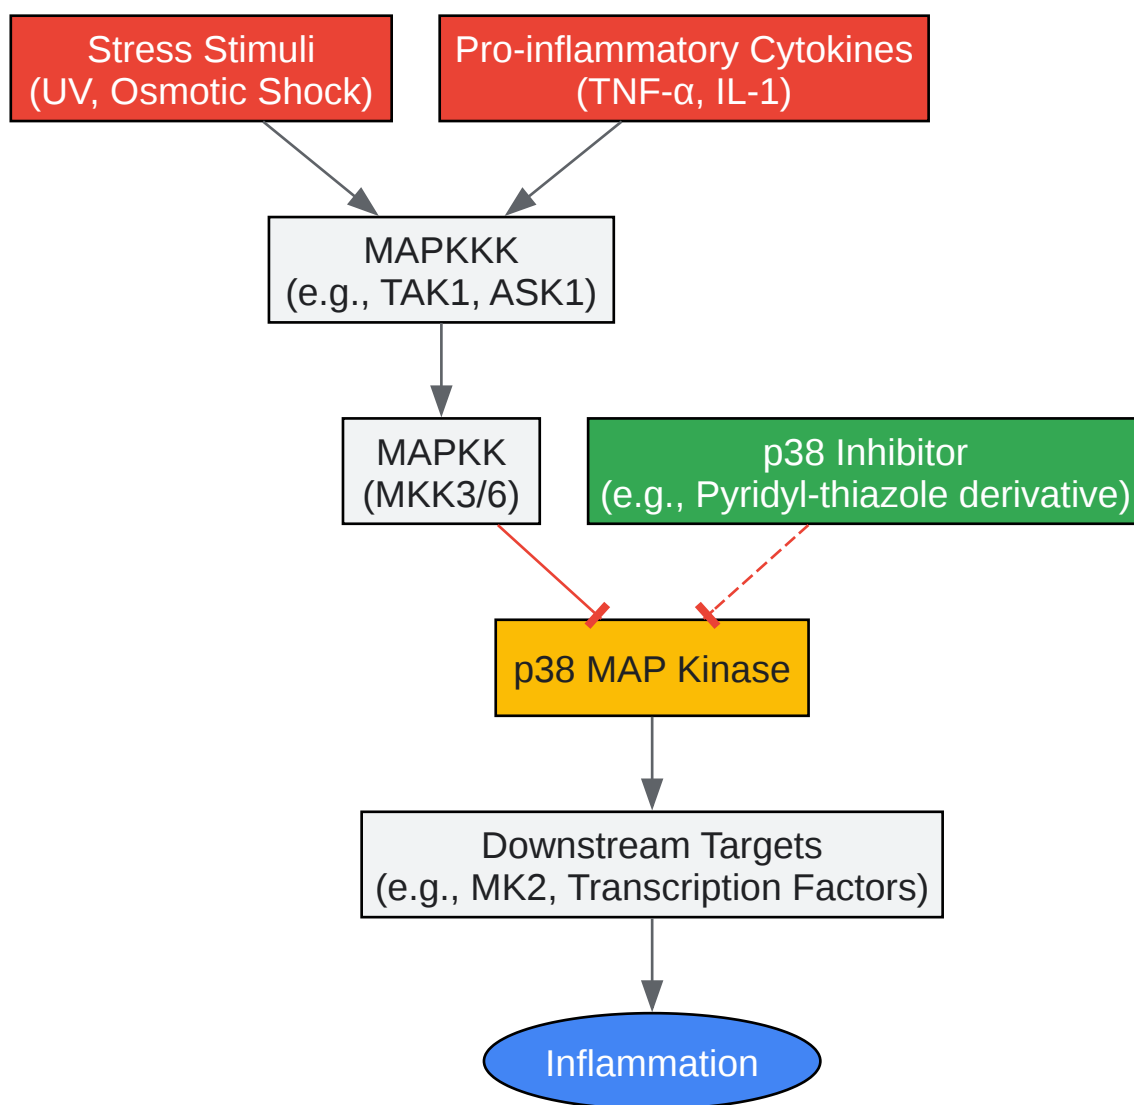 Stress Stimuli
(UV, Osmotic Shock)
Pro-inflammatory Cytokines
(TNF-α, IL-1)
MAPKKK
(e.g., TAK1, ASK1)
MAPKK
(MKK3/6)
p38 Inhibitor
(e.g., Pyridyl-thiazole derivative)
p38 MAP Kinase
Downstream Targets
(e.g., MK2, Transcription Factors)
Inflammation